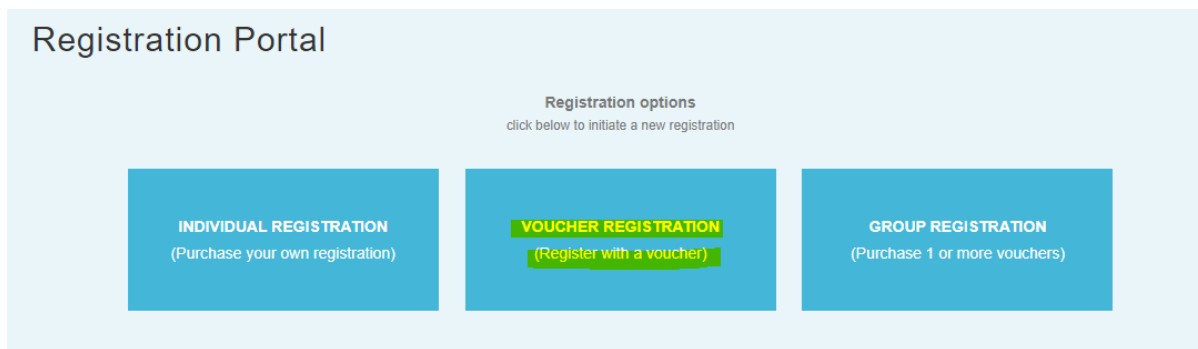 Registration Portal
Registration options
click below to initiate a new registration
INDIVIDUAL REGISTRATION
(Purchase your own registration)
VOUCHER REGISTRATION
(Register with a voucher)
GROUP REGISTRATION
(Purchase 1 or more vouchers)